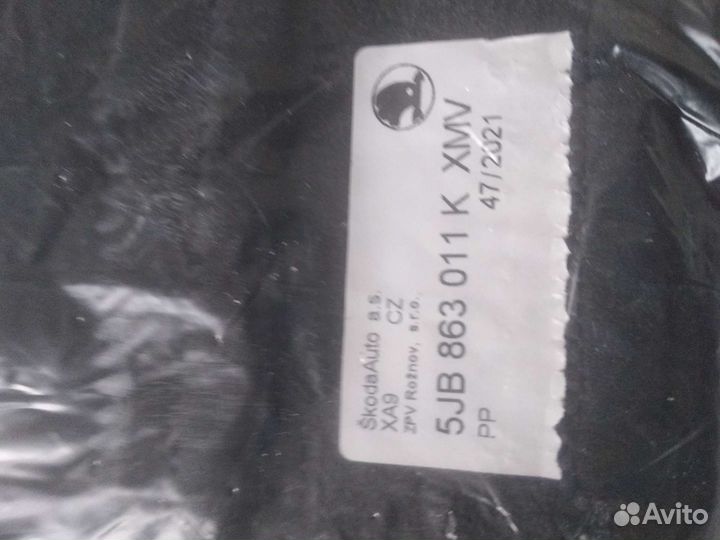 ŠkodaAuto a.s.
XA9 CZ
ZPV Rožnov, s.r.o.
5JB 863 011 K XMV
PP 47/2021
Avito